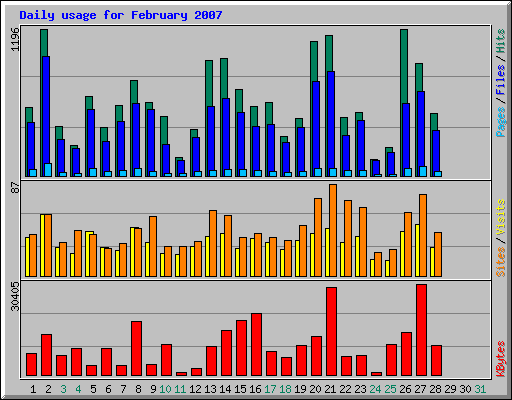 Daily usage for February 2007
1196
Pages / Files / Hits
87
Sites / Visits
30405
KBytes
1 2 3 4 5 6 7 8 9 10 11 12 13 14 15 16 17 18 19 20 21 22 23 24 25 26 27 28 29 30 31